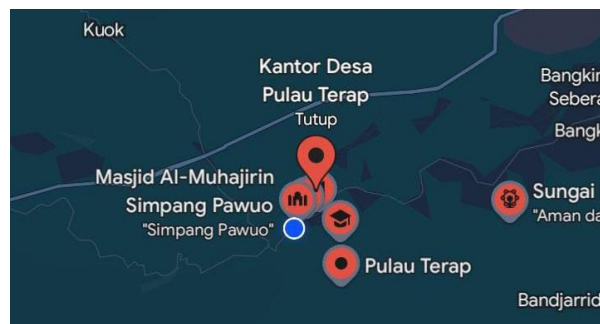 Kuok
Kantor Desa
Pulau Terap
Tutup
Bangkin
Sebera
Bangk
Masjid Al-Muhajirin
Simpang Pawuo
"Simpang Pawuo"
Sungai
"Aman da
Pulau Terap
Bandjarrid